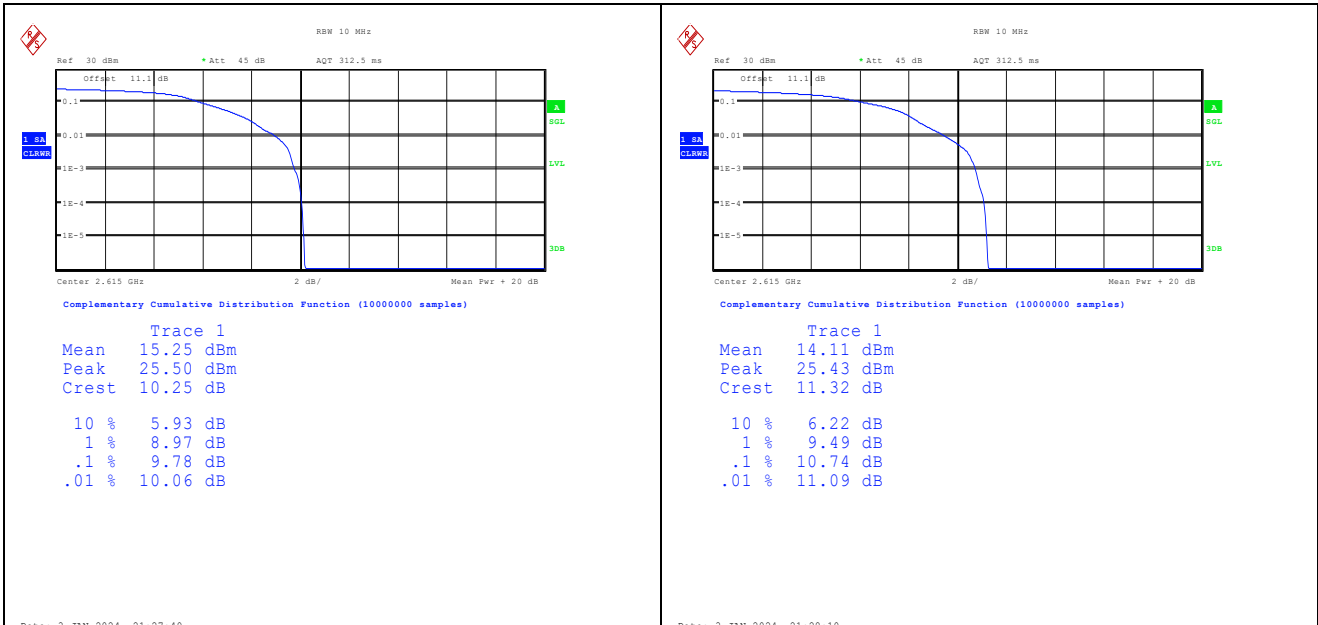 R S
RBW 10 MHz
Ref 30 dBm * Att 45 dB AQT 312.5 ms
Offset 11.1 dB
0.1
0.01
1E-3
1E-4
1E-5
1 SA
CLRWR
A
SGL
LVL
3DB
Center 2.615 GHz 2 dB/ Mean Pwr + 20 dB
Complementary Cumulative Distribution Function (10000000 samples)
Trace 1
Mean 15.25 dBm
Peak 25.50 dBm
Crest 10.25 dB
10 % 5.93 dB
1 % 8.97 dB
.1 % 9.78 dB
.01 % 10.06 dB
R S
RBW 10 MHz
Ref 30 dBm * Att 45 dB AQT 312.5 ms
Offset 11.1 dB
0.1
0.01
1E-3
1E-4
1E-5
1 SA
CLRWR
A
SGL
LVL
3DB
Center 2.615 GHz 2 dB/ Mean Pwr + 20 dB
Complementary Cumulative Distribution Function (10000000 samples)
Trace 1
Mean 14.11 dBm
Peak 25.43 dBm
Crest 11.32 dB
10 % 6.22 dB
1 % 9.49 dB
.1 % 10.74 dB
.01 % 11.09 dB